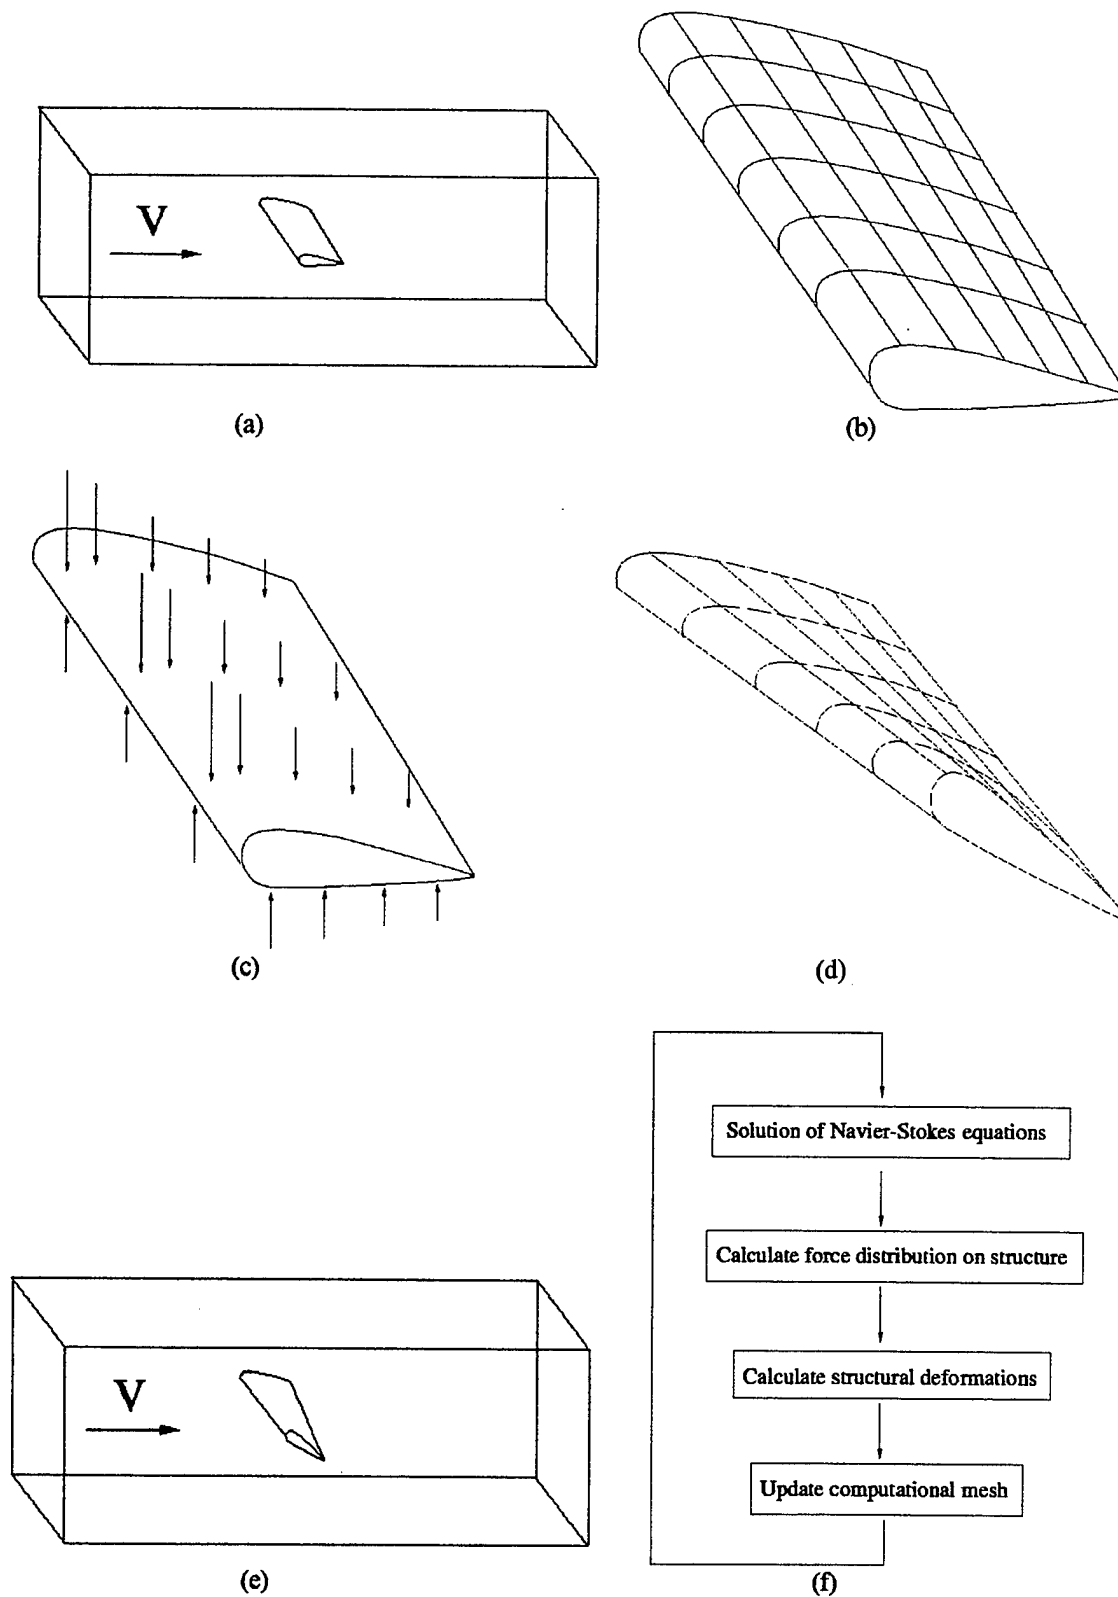 V
(a)
(b)
(c)
(d)
V
(e)
Solution of Navier-Stokes equations
Calculate force distribution on structure
Calculate structural deformations
Update computational mesh
(f)